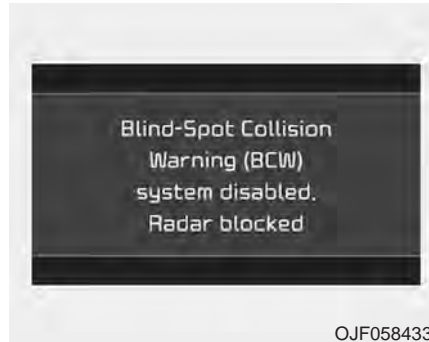 Blind-Spot Collision
Warning (BCW)
system disabled.
Radar blocked
OJF058433